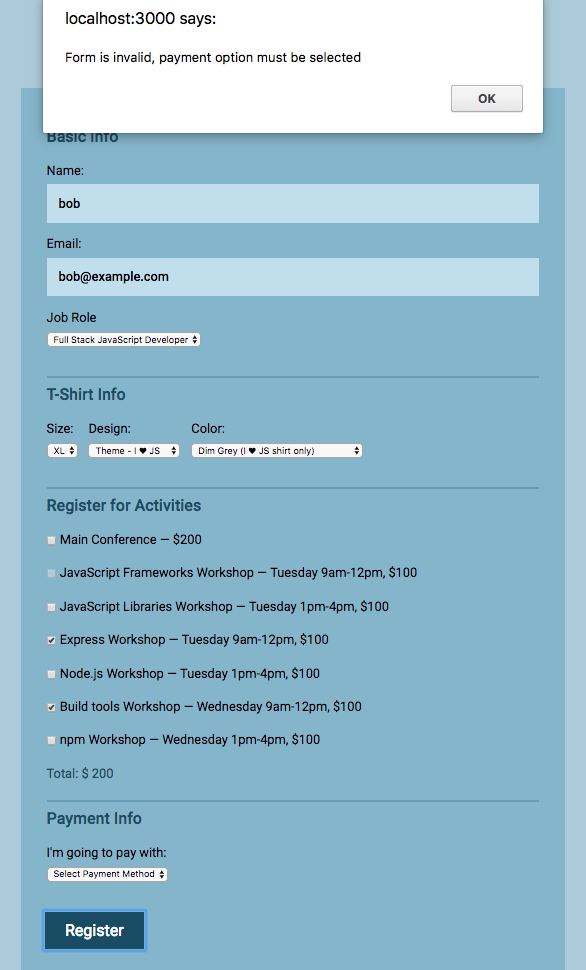 localhost:3000 says:
Form is invalid, payment option must be selected
OK
Basic Info
Name:
bob
Email:
bob@example.com
Job Role
Full Stack JavaScript Developer
T-Shirt Info
Size: Design: Color:
XL Theme - I ♥ JS Dim Grey (I ♥ JS shirt only)
Register for Activities
Main Conference — $200
JavaScript Frameworks Workshop — Tuesday 9am-12pm, $100
JavaScript Libraries Workshop — Tuesday 1pm-4pm, $100
Express Workshop — Tuesday 9am-12pm, $100
Node.js Workshop — Tuesday 1pm-4pm, $100
Build tools Workshop — Wednesday 9am-12pm, $100
npm Workshop — Wednesday 1pm-4pm, $100
Total: $ 200
Payment Info
I'm going to pay with:
Select Payment Method
Register